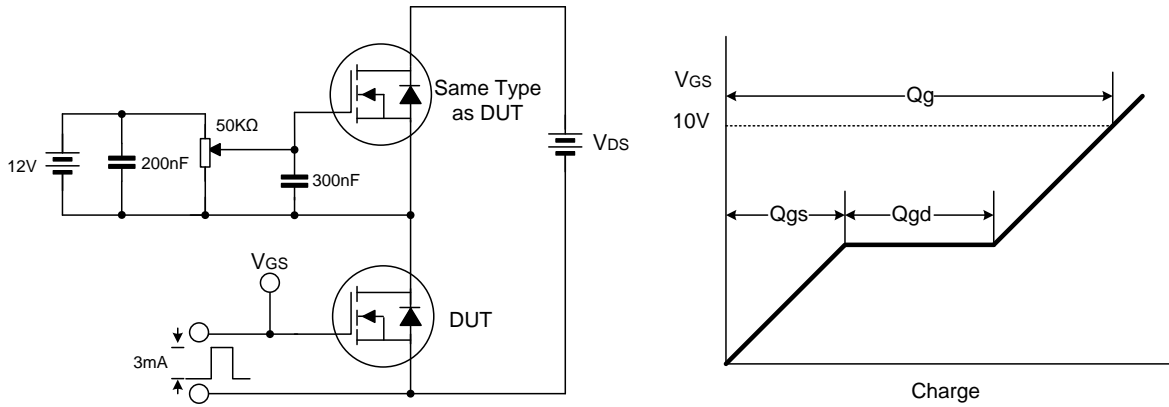 Same Type
as DUT
50KΩ
12V
200nF
300nF
VDS
VGS
DUT
3mA
VGS
10V
Qg
Qgs
Qgd
Charge